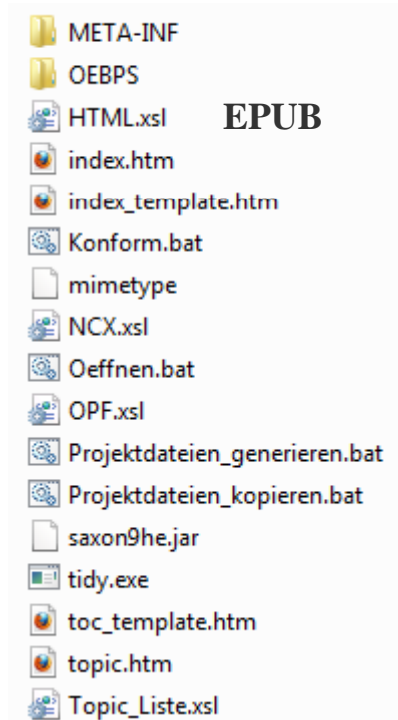 META-INF
OEBPS
HTML.xsl EPUB
index.htm
index_template.htm
Konform.bat
mimetype
NCX.xsl
Oeffnen.bat
OPF.xsl
Projektdateien_generieren.bat
Projektdateien_kopieren.bat
saxon9he.jar
tidy.exe
toc_template.htm
topic.htm
Topic_Liste.xsl